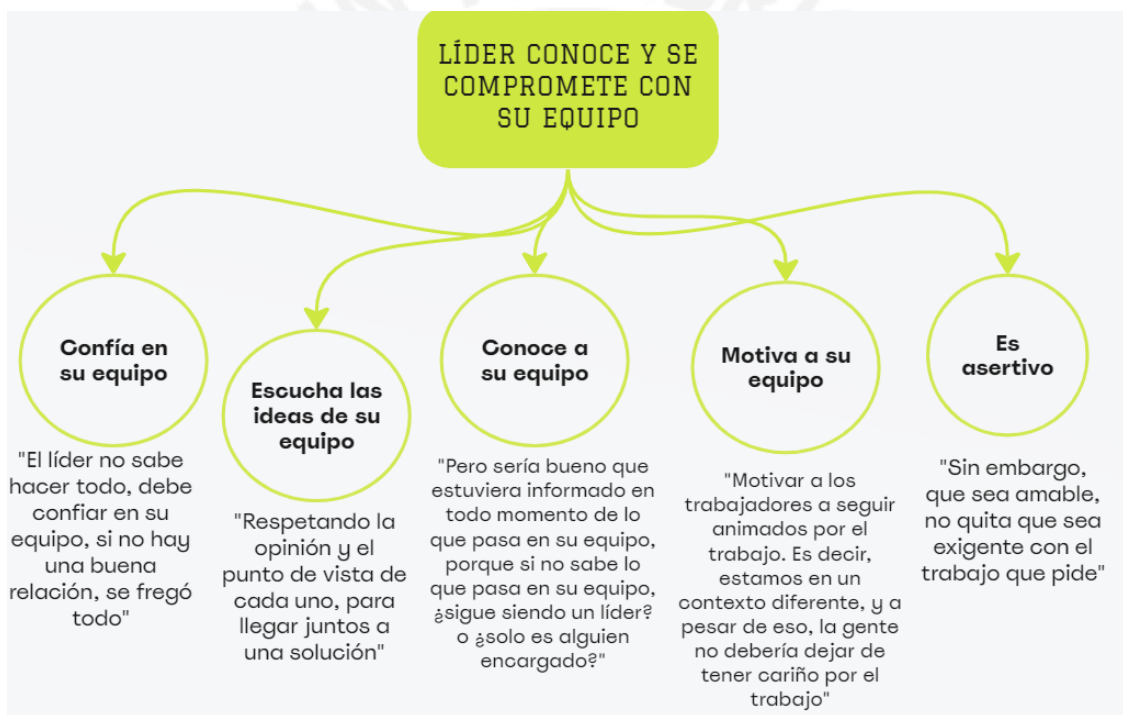 LÍDER CONOCE Y SE
COMPROMETE CON
SU EQUIPO
Confía en
su equipo
"El líder no sabe
hacer todo, debe
confiar en su
equipo, si no hay
una buena
relación, se fregó
todo"
Escucha las
ideas de su
equipo
"Respetando la
opinión y el
punto de vista de
cada uno, para
llegar juntos a
una solución"
Conoce a
su equipo
"Pero sería bueno que
estuviera informado en
todo momento de lo
que pasa en su equipo,
porque si no sabe lo
que pasa en su equipo,
¿sigue siendo un líder?
o ¿solo es alguien
encargado?"
Motiva a su
equipo
"Motivar a los
trabajadores a seguir
animados por el
trabajo. Es decir,
estamos en un
contexto diferente, y a
pesar de eso, la gente
no debería dejar de
tener cariño por el
trabajo"
Es
asertivo
"Sin embargo,
que sea amable,
no quita que sea
exigente con el
trabajo que pide"